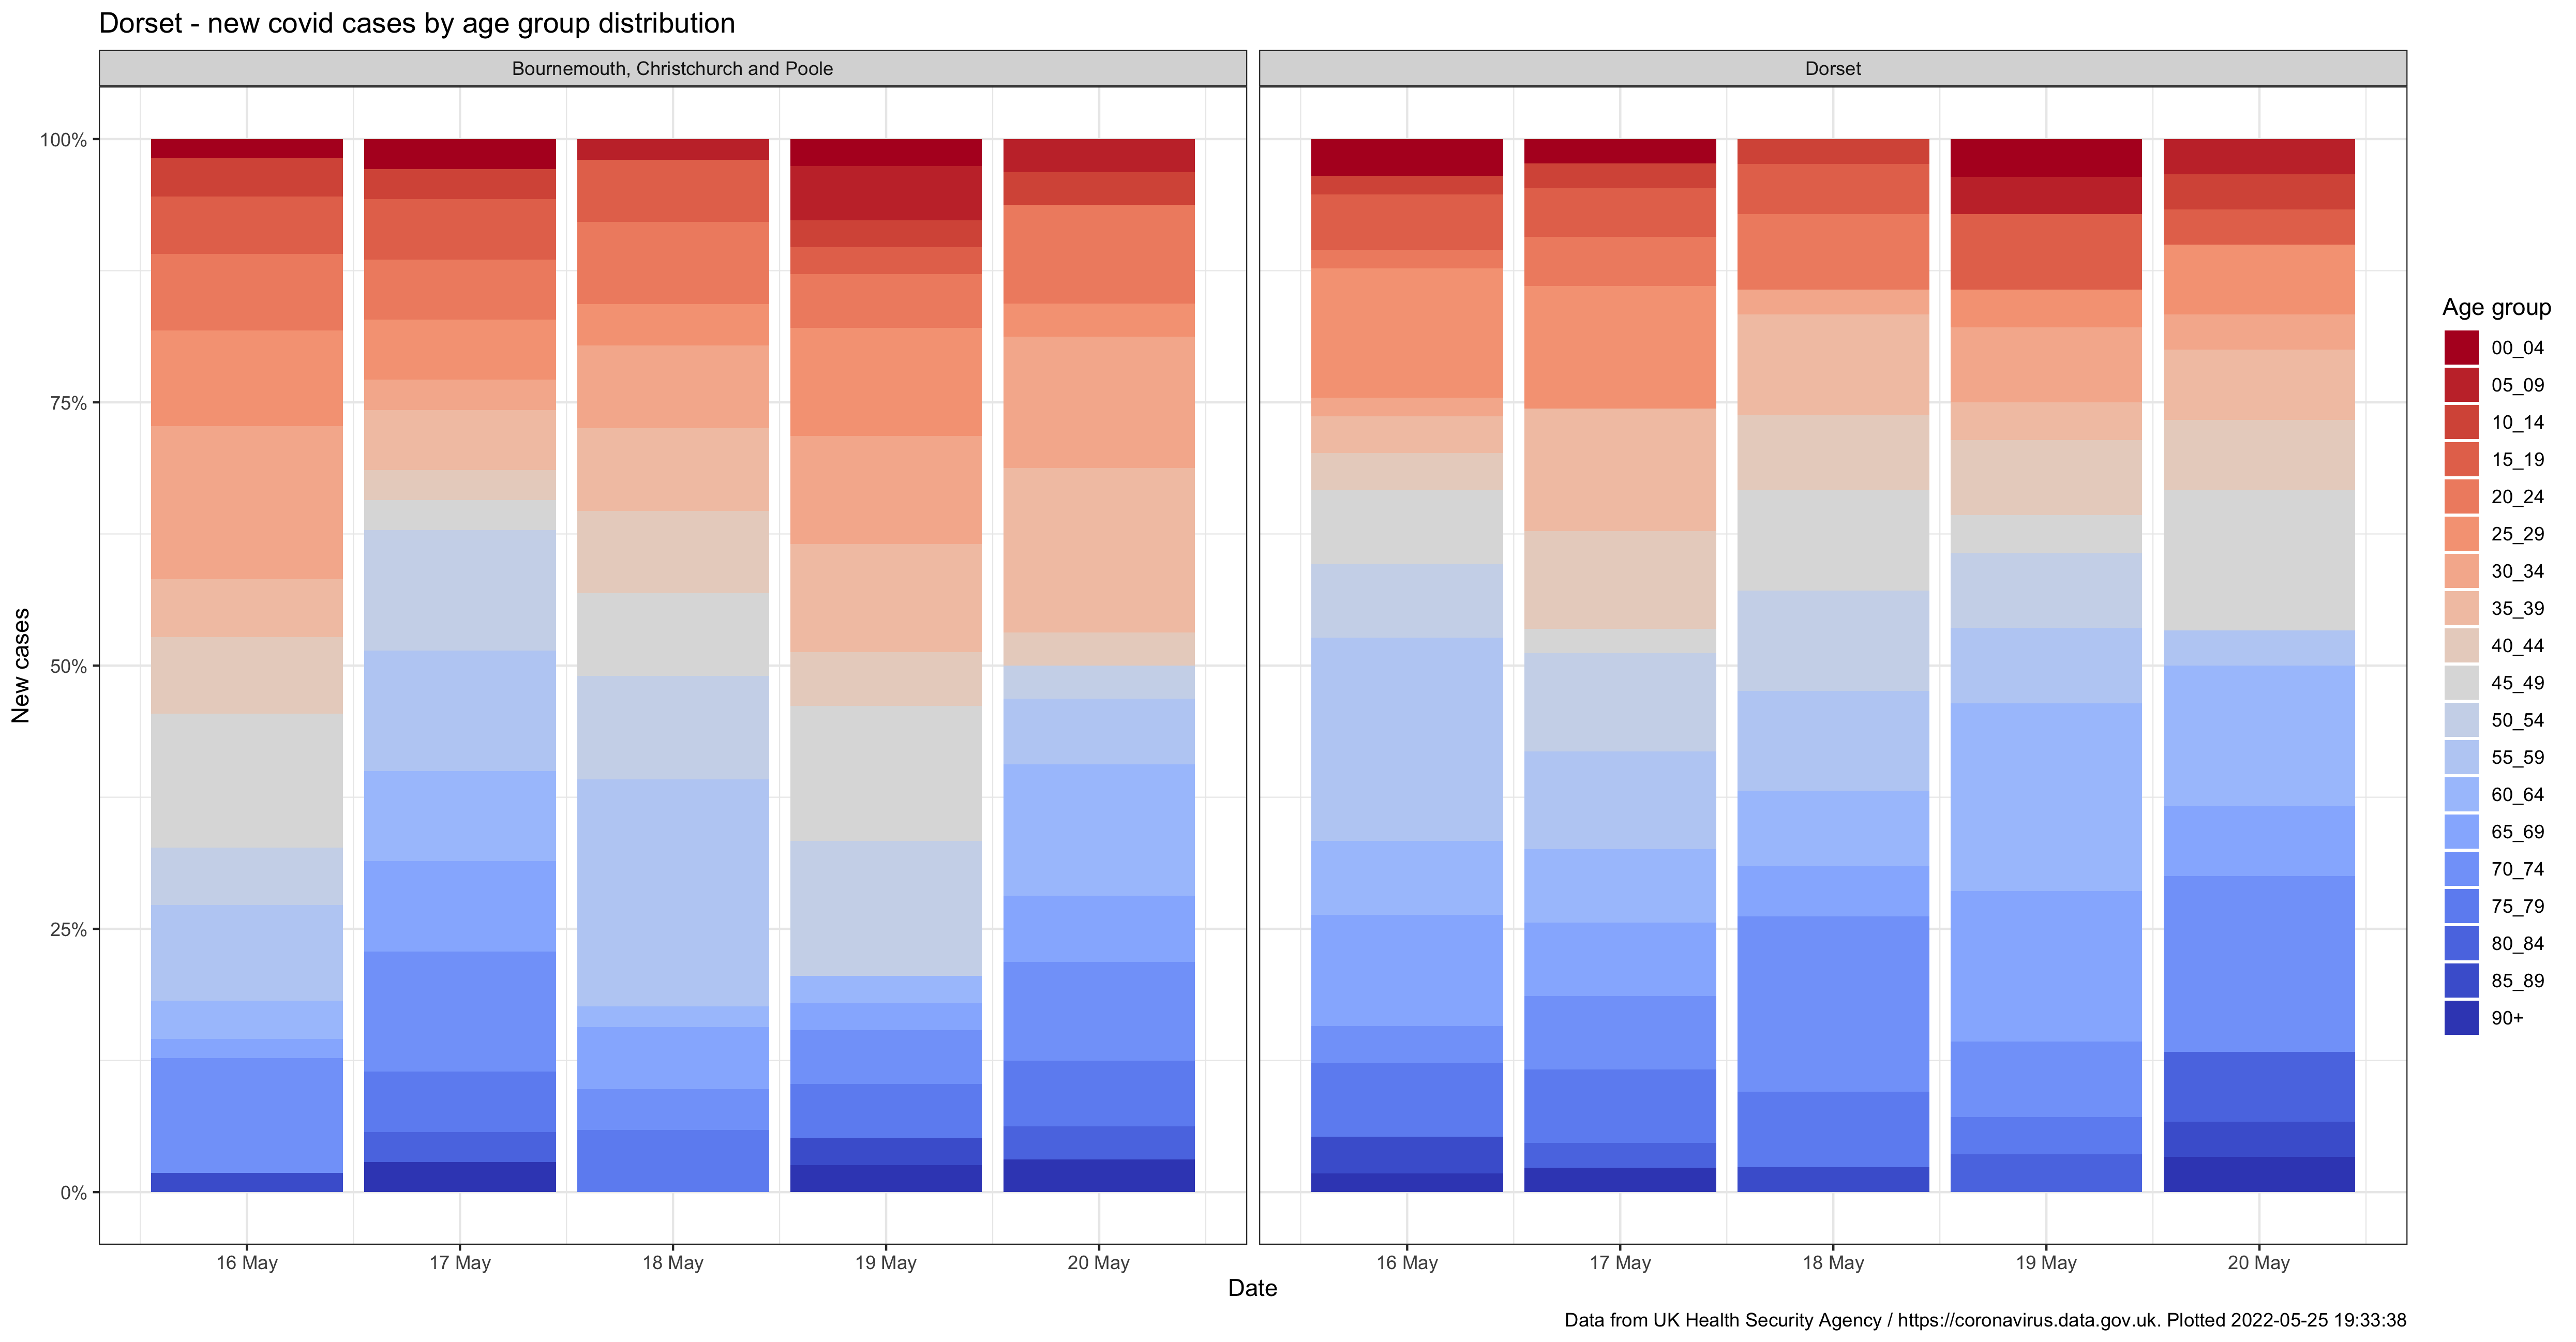 Dorset - new covid cases by age group distribution
Bournemouth, Christchurch and Poole
Dorset
New cases
100%
75%
50%
25%
0%
16 May
17 May
18 May
19 May
20 May
16 May
17 May
18 May
19 May
20 May
Date
Age group
00_04
05_09
10_14
15_19
20_24
25_29
30_34
35_39
40_44
45_49
50_54
55_59
60_64
65_69
70_74
75_79
80_84
85_89
90+
Data from UK Health Security Agency / https://coronavirus.data.gov.uk. Plotted 2022-05-25 19:33:38